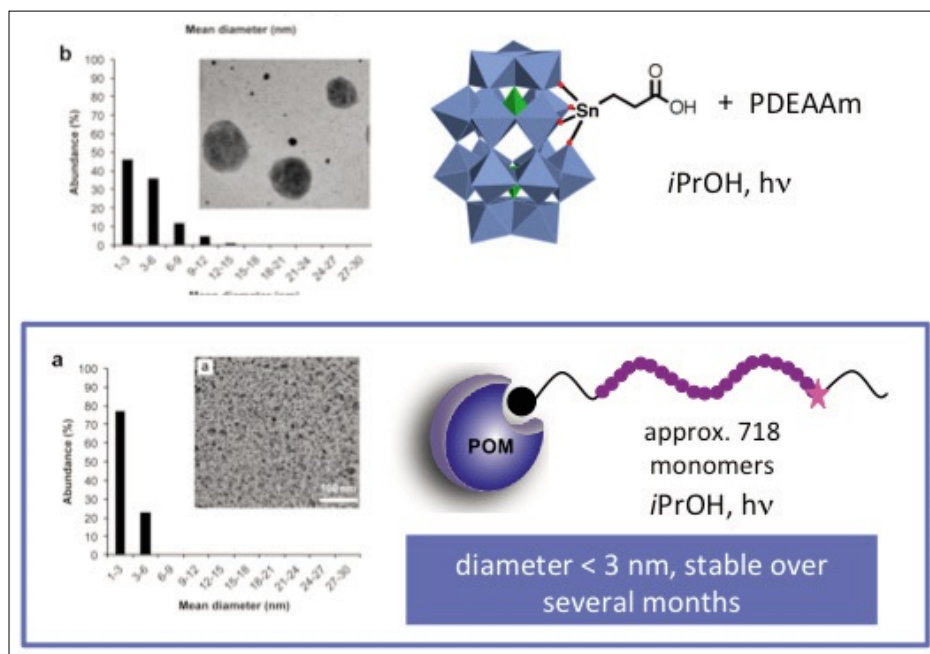 Mean diameter (nm)
b
Abundance (%)
100
90
80
70
60
50
40
30
20
10
0
1-3
3-6
6-9
9-12
12-15
15-18
18-21
21-24
24-27
27-30
Mean diameter (nm)
Sn
O
OH
+ PDEAAm
iPrOH, hν
a
Abundance (%)
100
90
80
70
60
50
40
30
20
10
0
1-3
3-6
6-9
9-12
12-15
15-18
18-21
21-24
24-27
27-30
Mean diameter (nm)
a
100 nm
POM
approx. 718
monomers
iPrOH, hν
diameter < 3 nm, stable over
several months